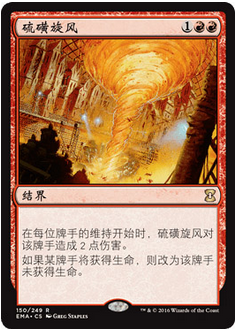 硫磺旋风 1
结界
在每位牌手的维持开始时，硫磺旋风对
该牌手造成2点伤害。
如果某牌手将获得生命，则改为该牌手
未获得生命。
150/249 R
EMA • CS GREG STAPLES
™ & © 2016 Wizards of the Coast